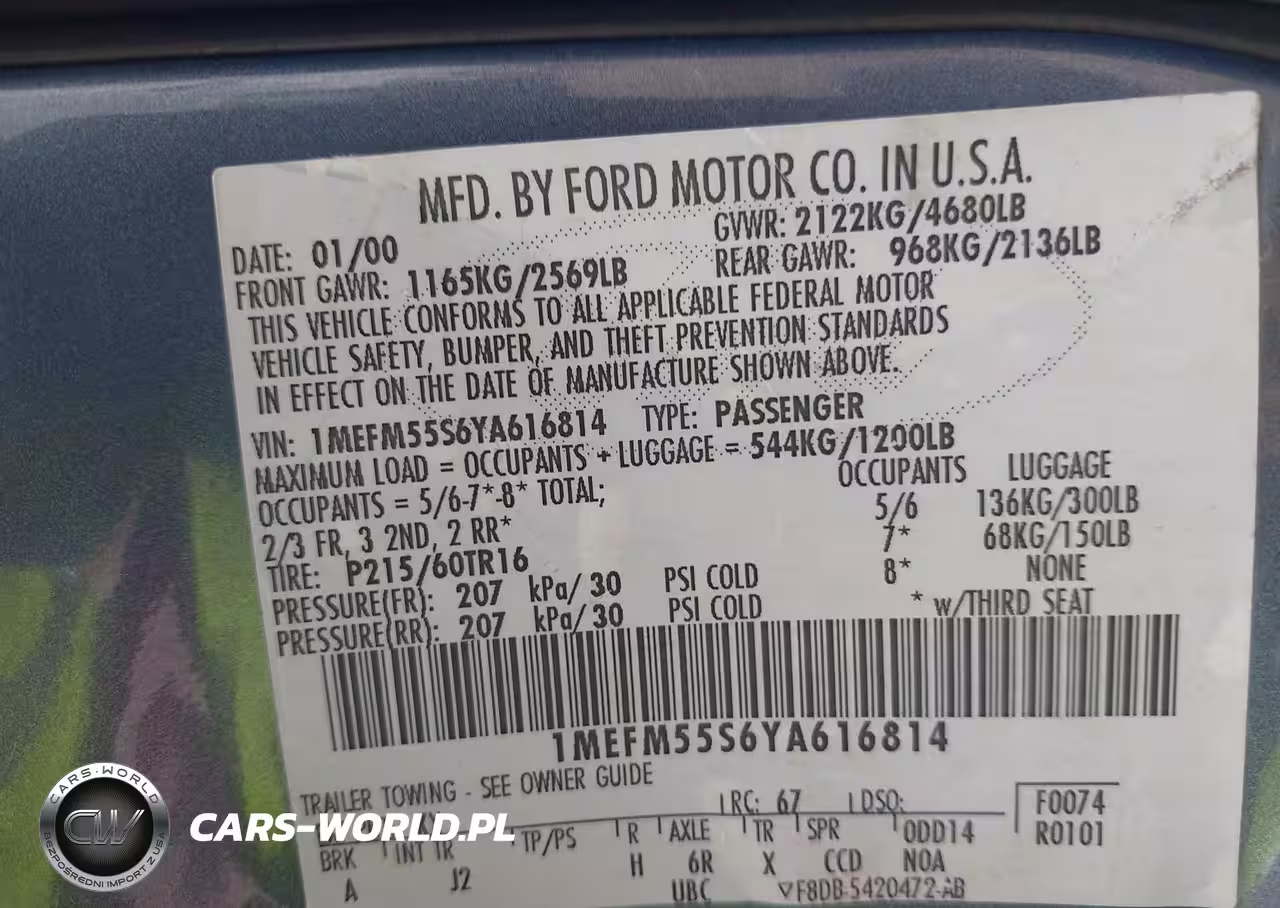 MFD. BY FORD MOTOR CO. IN U.S.A.
DATE: 01/00 GVWR: 2122KG/4680LB
FRONT GAWR: 1165KG/2569LB REAR GAWR: 968KG/2136LB
THIS VEHICLE CONFORMS TO ALL APPLICABLE FEDERAL MOTOR
VEHICLE SAFETY, BUMPER, AND THEFT PREVENTION STANDARDS
IN EFFECT ON THE DATE OF MANUFACTURE SHOWN ABOVE.
VIN: 1MEFM55S6YA616814 TYPE: PASSENGER
MAXIMUM LOAD = OCCUPANTS + LUGGAGE = 544KG/1200LB
OCCUPANTS = 5/6-7*-8* TOTAL; OCCUPANTS LUGGAGE
2/3 FR, 3 2ND, 2 RR* 5/6 136KG/300LB
TIRE: P215/60TR16 7* 68KG/150LB
PRESSURE(FR): 207 kPa/ 30 PSI COLD 8* NONE
PRESSURE(RR): 207 kPa/ 30 PSI COLD * w/THIRD SEAT
1MEFM55S6YA616814
TRAILER TOWING - SEE OWNER GUIDE
RC: 67 DSO: F0074
BRK INT TR TP/PS R AXLE TR SPR ODD14 R0101
A J2 H 6R X CCD NOA
UBC F8DB-5420472-AB
CARS-WORLD
CW
BEZPOŚREDNI IMPORT Z USA
CARS-WORLD.PL